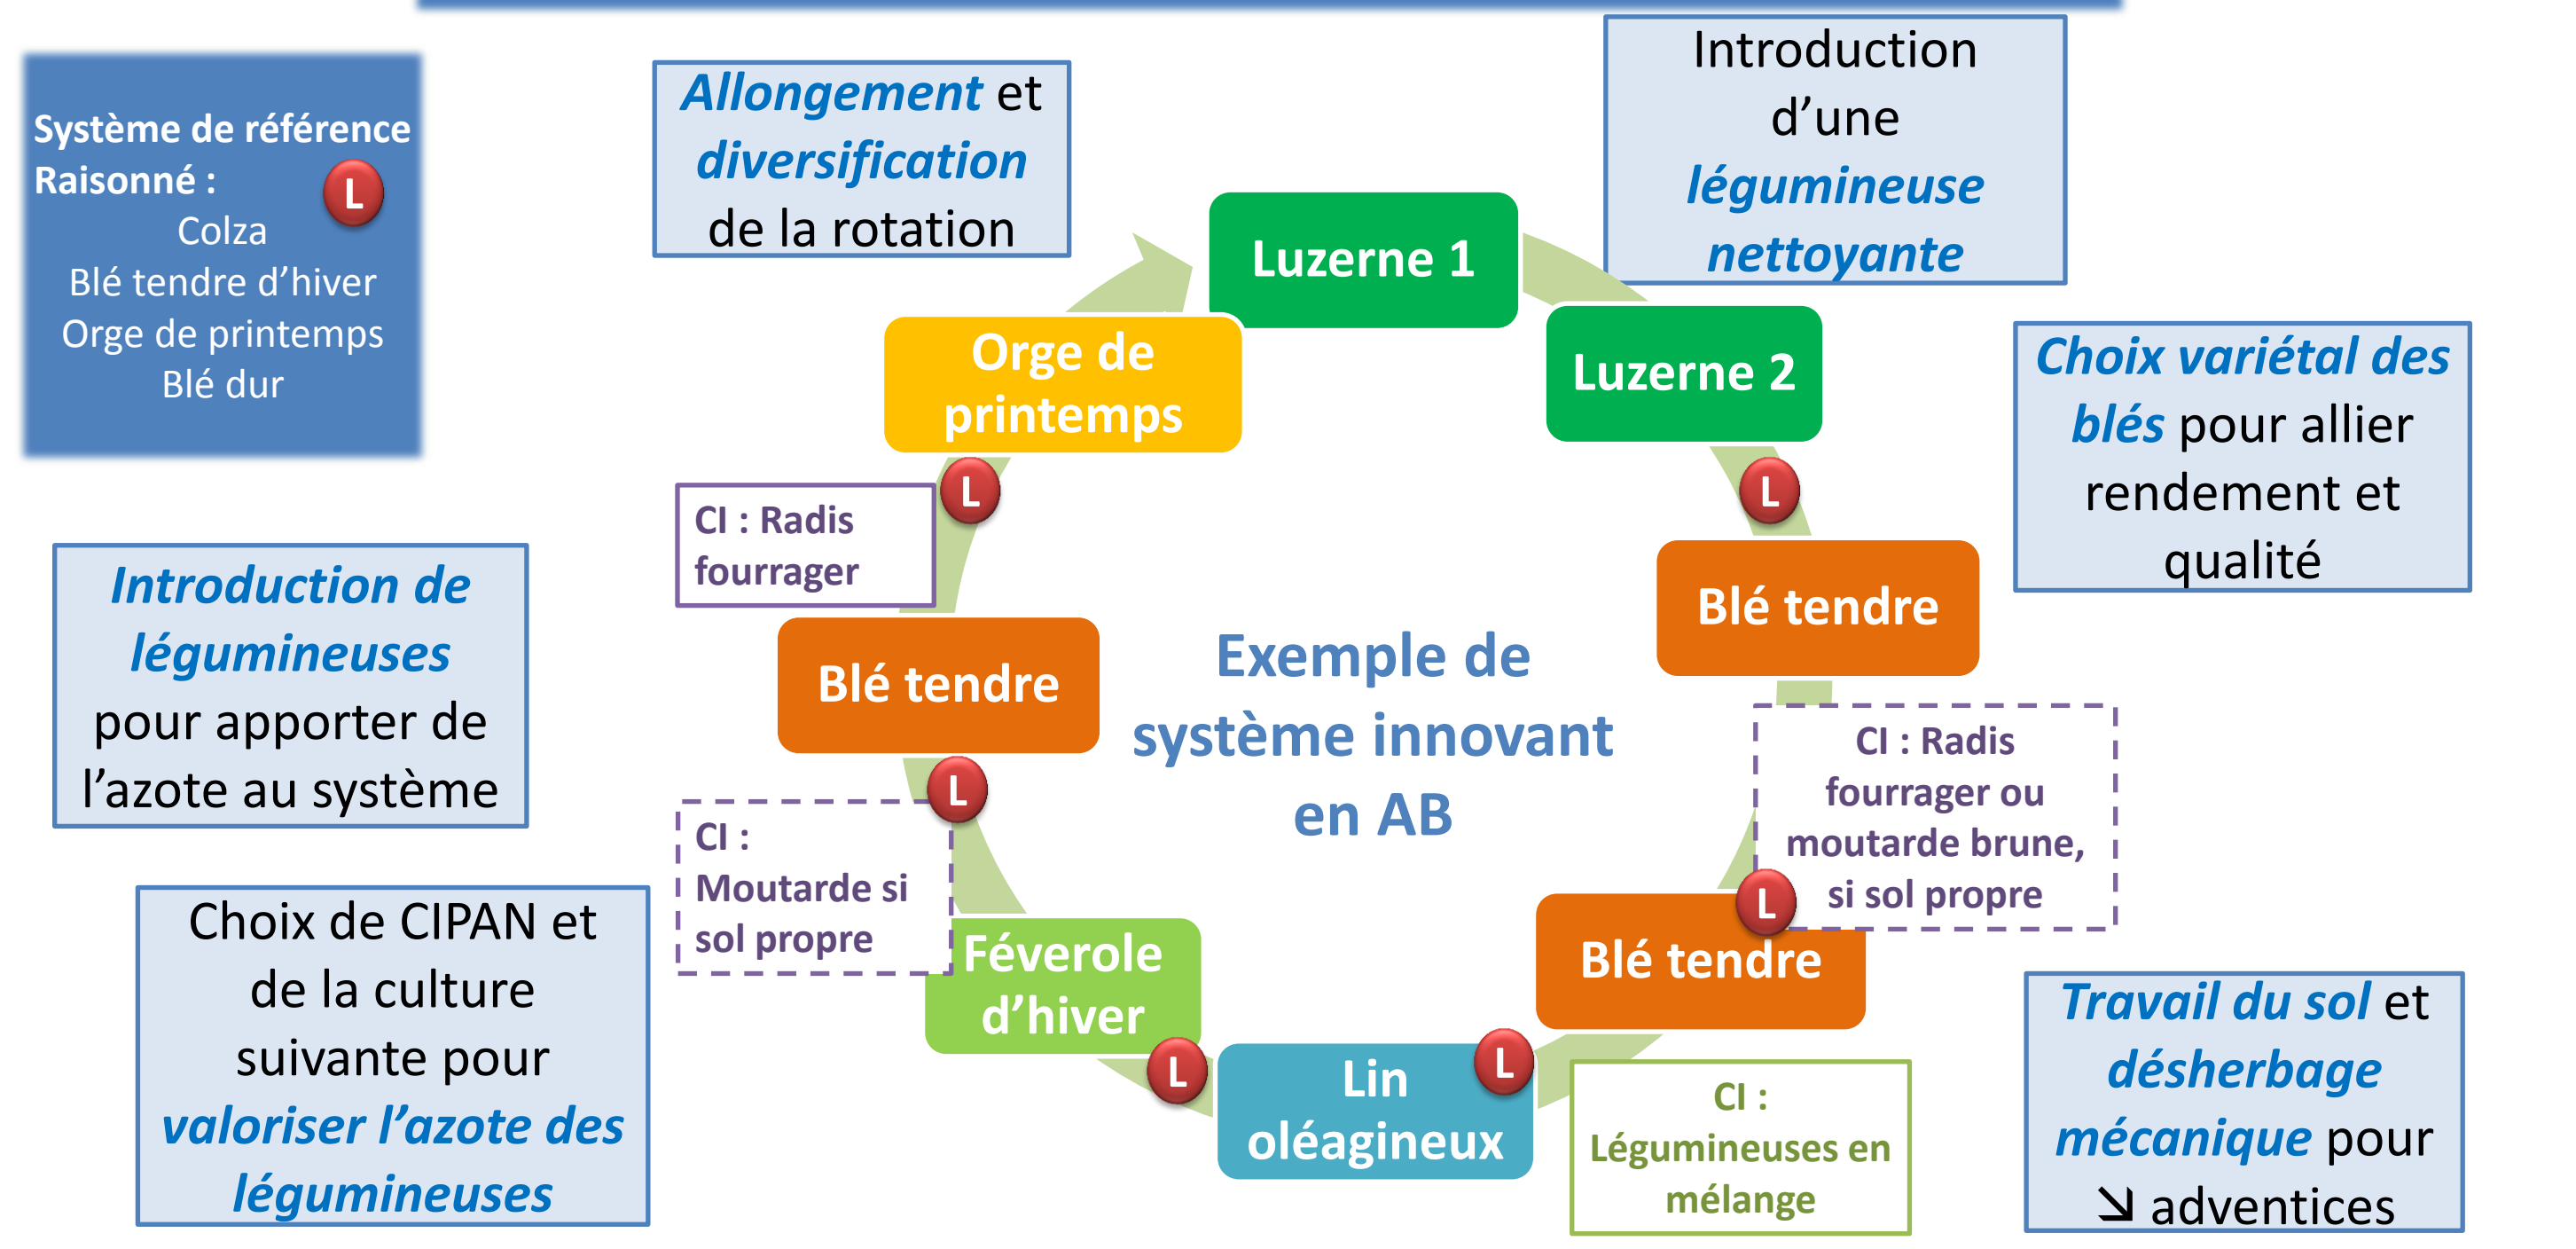 Système de référence
Raisonné :
L
Colza
Blé tendre d’hiver
Orge de printemps
Blé dur
Allongement et
diversification
de la rotation
Introduction
d’une
légumineuse
nettoyante
Luzerne 1
Luzerne 2
Choix variétal des
blés pour allier
rendement et
qualité
L
Blé tendre
CI : Radis
fourrager ou
moutarde brune,
si sol propre
L
Blé tendre
Travail du sol et
désherbage
mécanique pour
↘ adventices
CI :
Légumineuses en
mélange
L
Lin
oléagineux
L
Féverole
d’hiver
CI :
Moutarde si
sol propre
L
Blé tendre
CI : Radis
fourrager
L
Orge de
printemps
Exemple de
système innovant
en AB
Introduction de
légumineuses
pour apporter de
l’azote au système
Choix de CIPAN et
de la culture
suivante pour
valoriser l’azote des
légumineuses